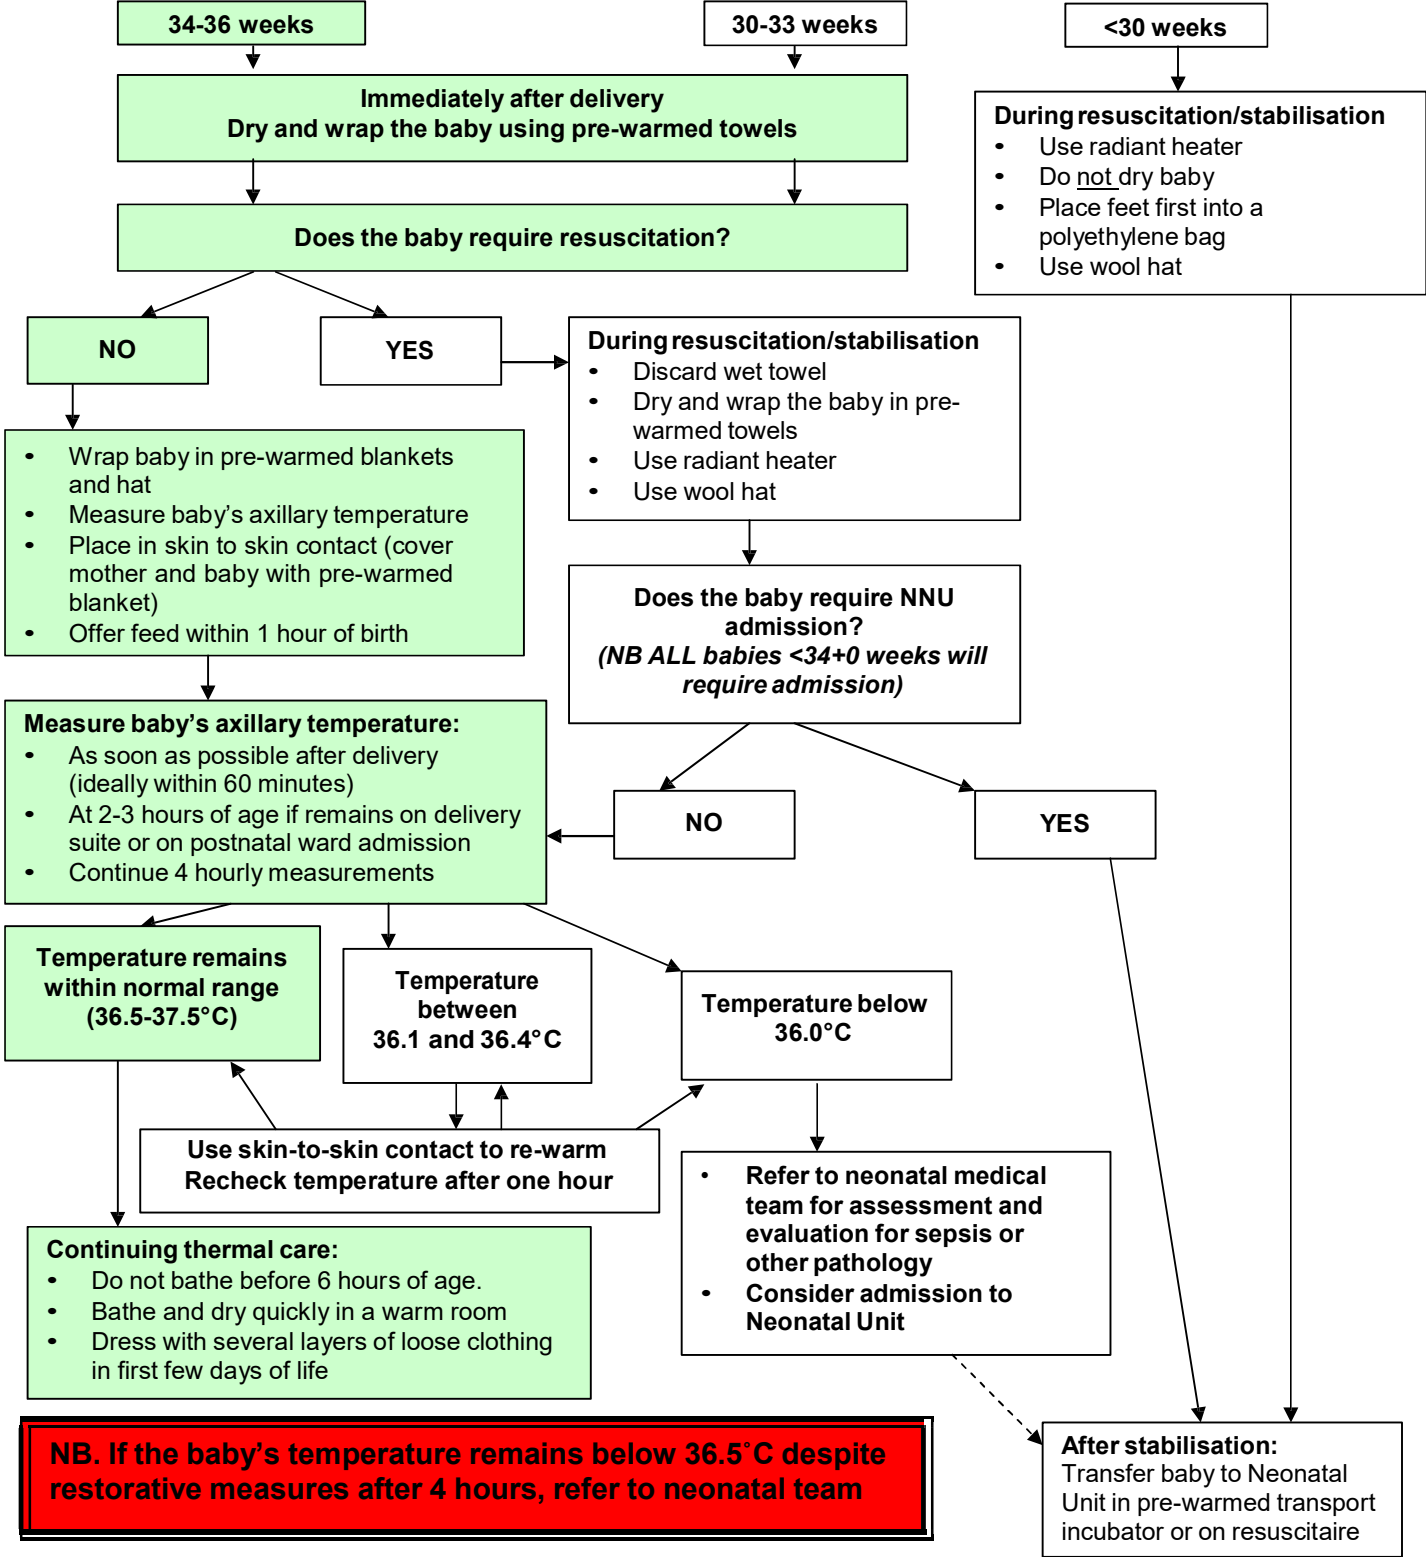 34-36 weeks
30-33 weeks
<30 weeks
Immediately after delivery
Dry and wrap the baby using pre-warmed towels
During resuscitation/stabilisation
• Use radiant heater
• Do not dry baby
• Place feet first into a
polyethylene bag
• Use wool hat
Does the baby require resuscitation?
NO
YES
During resuscitation/stabilisation
• Discard wet towel
• Dry and wrap the baby in pre-
warmed towels
• Use radiant heater
• Use wool hat
• Wrap baby in pre-warmed blankets
and hat
• Measure baby’s axillary temperature
• Place in skin to skin contact (cover
mother and baby with pre-warmed
blanket)
• Offer feed within 1 hour of birth
Does the baby require NNU
admission?
(NB ALL babies <34+0 weeks will
require admission)
Measure baby’s axillary temperature:
• As soon as possible after delivery
(ideally within 60 minutes)
• At 2-3 hours of age if remains on delivery
suite or on postnatal ward admission
• Continue 4 hourly measurements
NO
YES
Temperature remains
within normal range
(36.5-37.5°C)
Temperature
between
36.1 and 36.4°C
Temperature below
36.0°C
Use skin-to-skin contact to re-warm
Recheck temperature after one hour
• Refer to neonatal medical
team for assessment and
evaluation for sepsis or
other pathology
• Consider admission to
Neonatal Unit
Continuing thermal care:
• Do not bathe before 6 hours of age.
• Bathe and dry quickly in a warm room
• Dress with several layers of loose clothing
in first few days of life
NB. If the baby’s temperature remains below 36.5˚C despite
restorative measures after 4 hours, refer to neonatal team
After stabilisation:
Transfer baby to Neonatal
Unit in pre-warmed transport
incubator or on resuscitaire